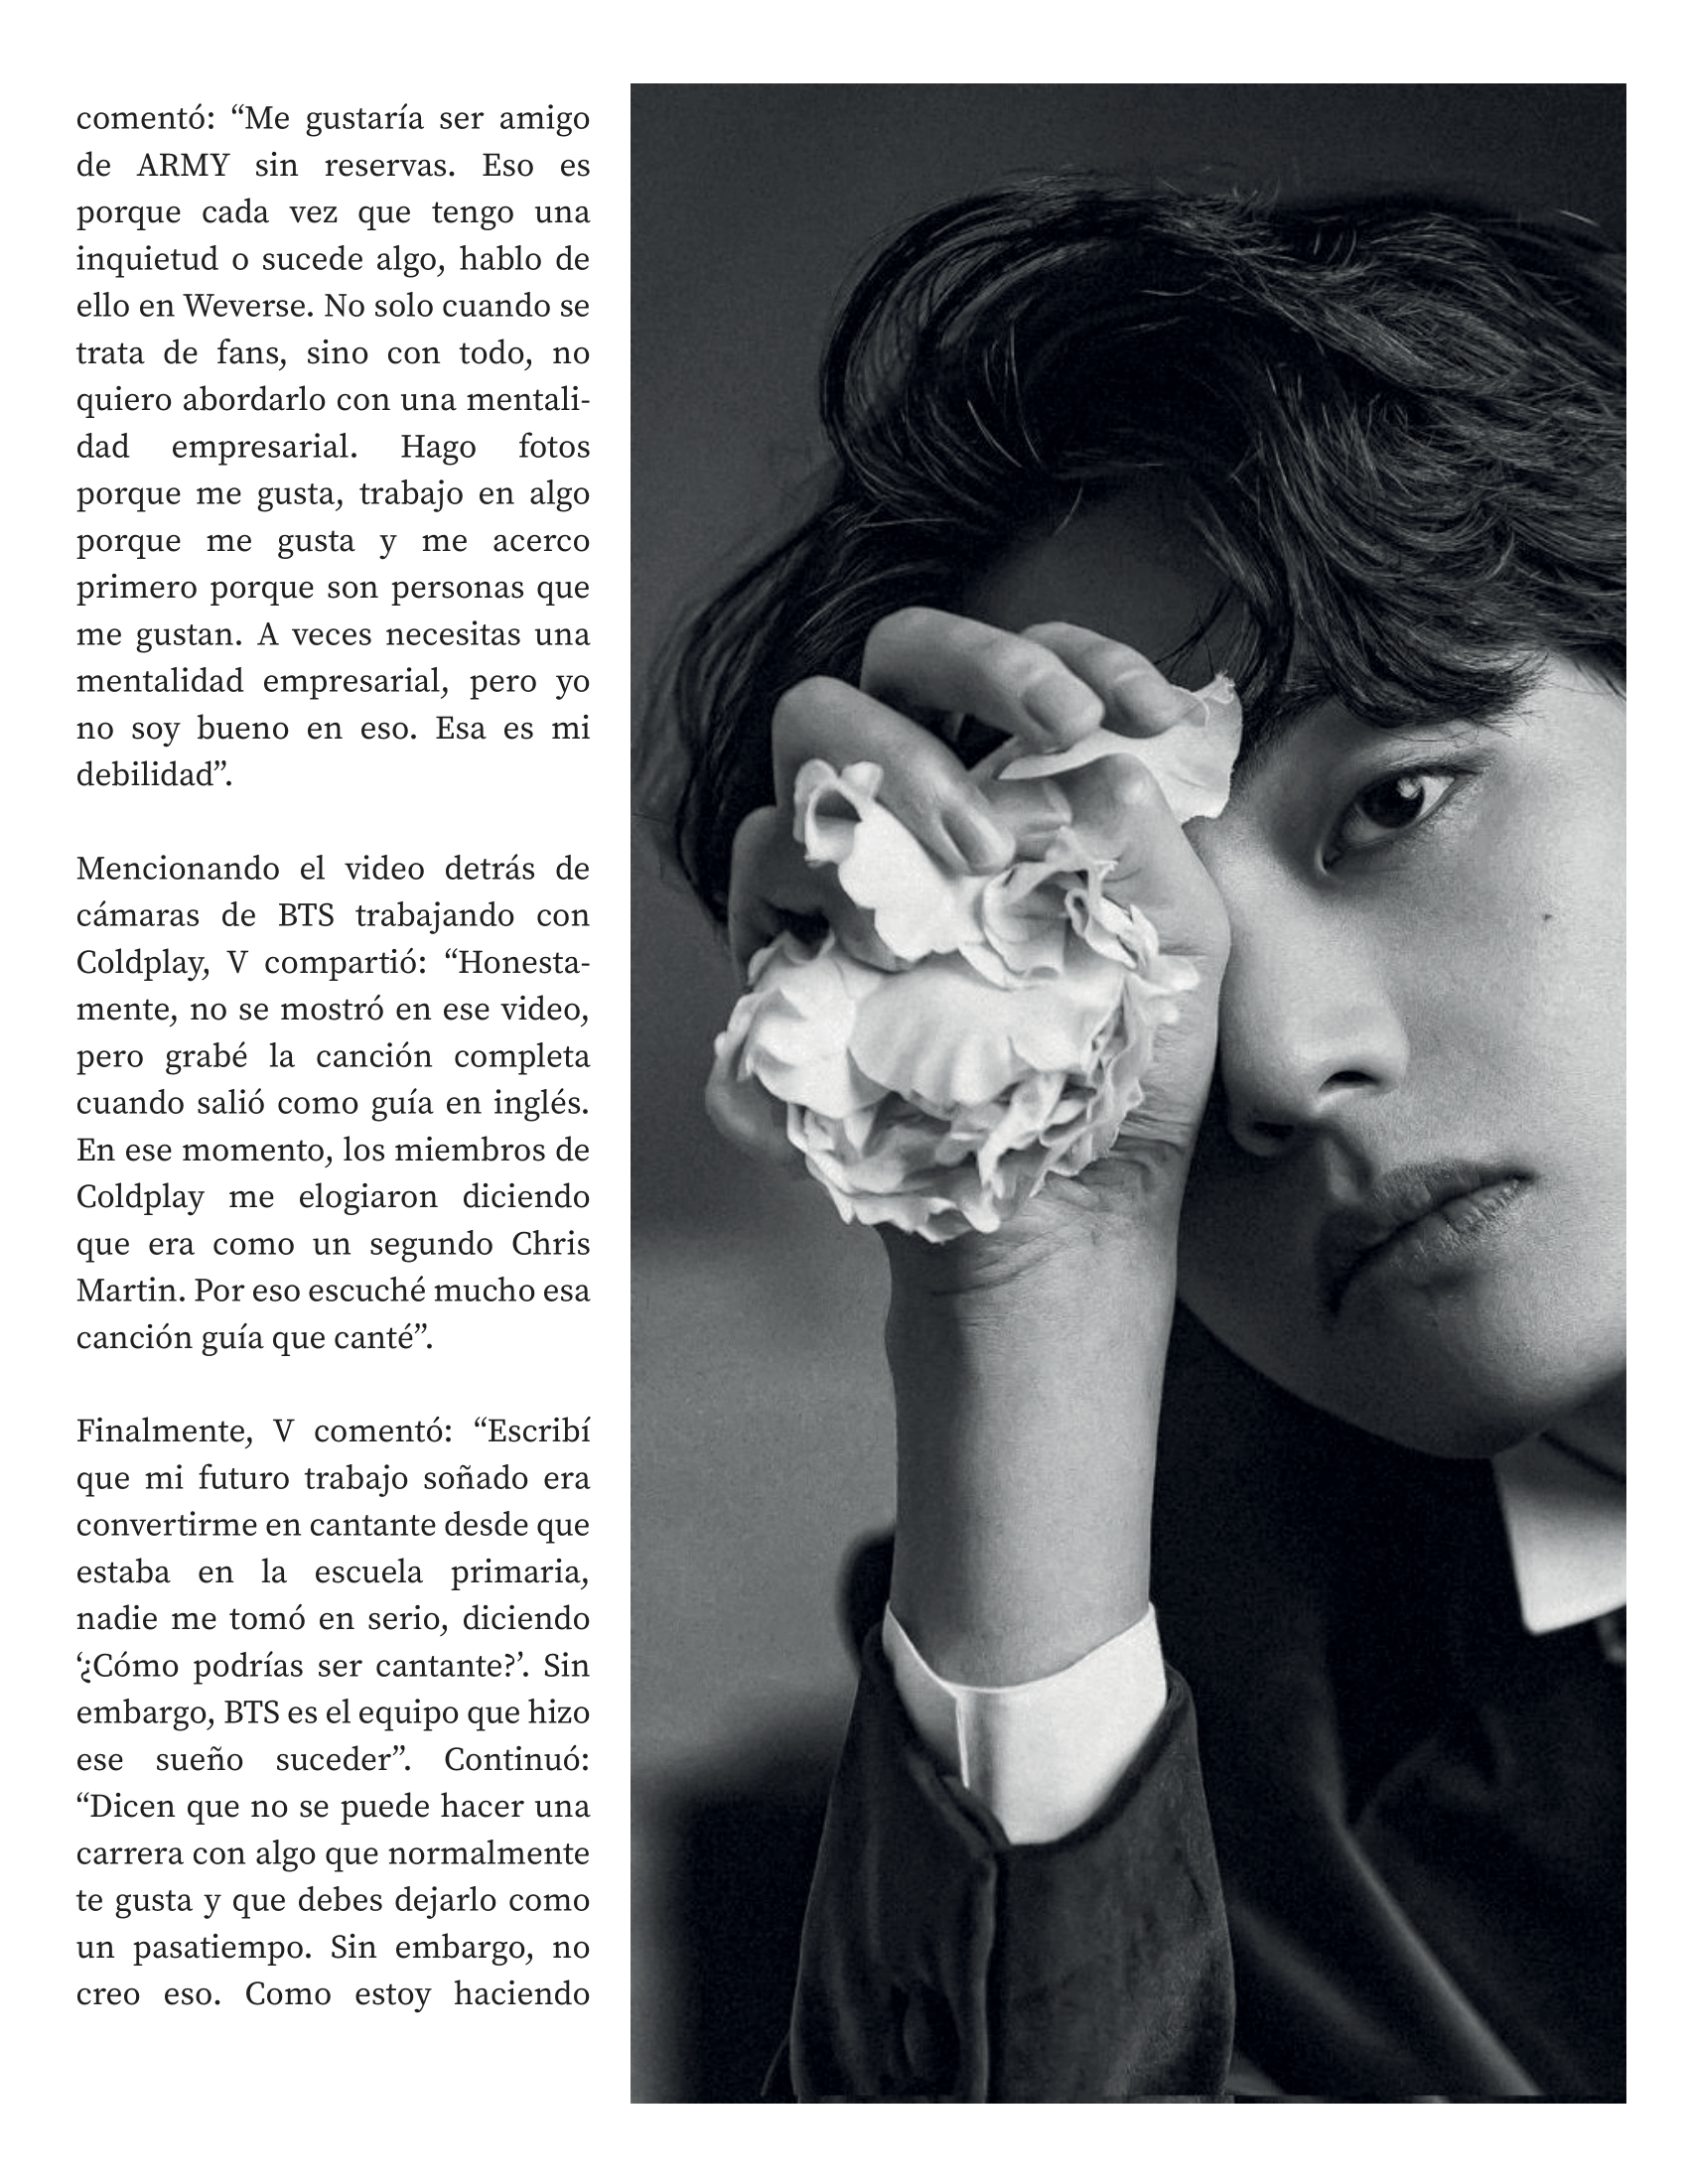 comentó: “Me gustaría ser amigo
de ARMY sin reservas. Eso es
porque cada vez que tengo una
inquietud o sucede algo, hablo de
ello en Weverse. No solo cuando se
trata de fans, sino con todo, no
quiero abordarlo con una mentali-
dad empresarial. Hago fotos
porque me gusta, trabajo en algo
porque me gusta y me acerco
primero porque son personas que
me gustan. A veces necesitas una
mentalidad empresarial, pero yo
no soy bueno en eso. Esa es mi
debilidad”.
Mencionando el video detrás de
cámaras de BTS trabajando con
Coldplay, V compartió: “Honesta-
mente, no se mostró en ese video,
pero grabé la canción completa
cuando salió como guía en inglés.
En ese momento, los miembros de
Coldplay me elogiaron diciendo
que era como un segundo Chris
Martin. Por eso escuché mucho esa
canción guía que canté”.
Finalmente, V comentó: “Escribí
que mi futuro trabajo soñado era
convertirme en cantante desde que
estaba en la escuela primaria,
nadie me tomó en serio, diciendo
‘¿Cómo podrías ser cantante?’. Sin
embargo, BTS es el equipo que hizo
ese sueño suceder”. Continuó:
“Dicen que no se puede hacer una
carrera con algo que normalmente
te gusta y que debes dejarlo como
un pasatiempo. Sin embargo, no
creo eso. Como estoy haciendo